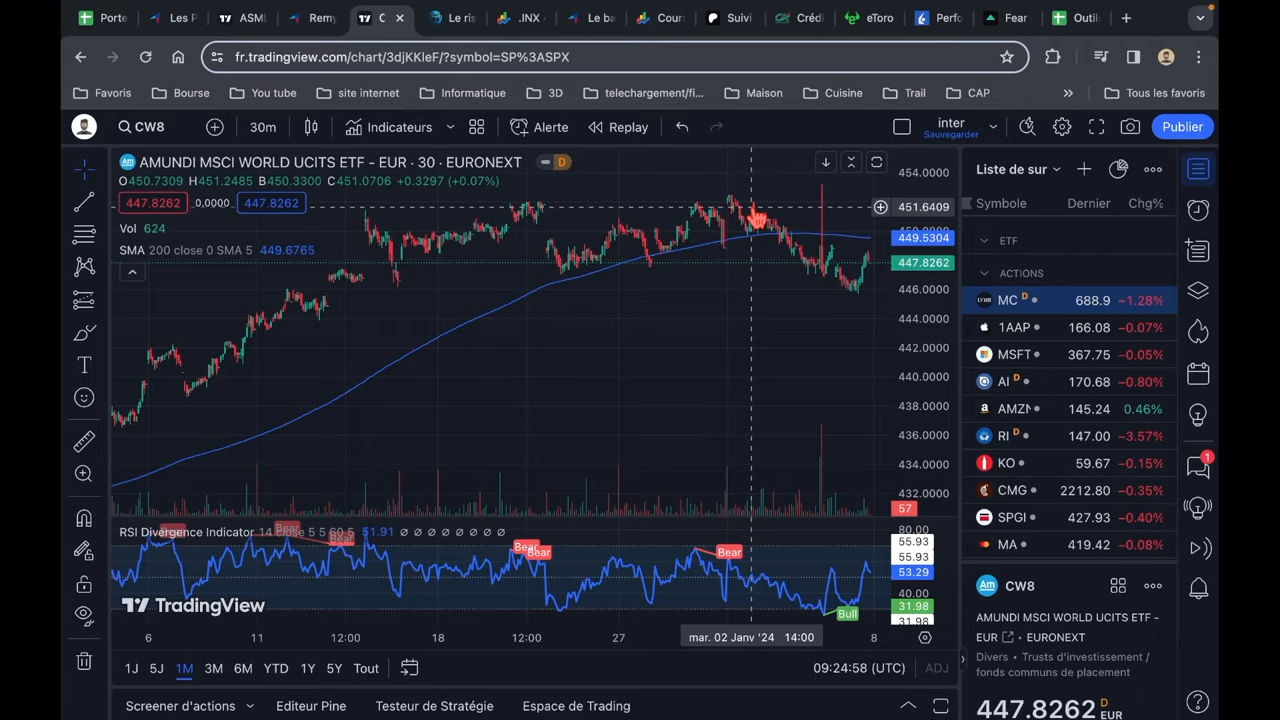 Porte
Les P
ASMI
Remy
C
Le ris
.INX
Le ba
Cours
Suivi
Crédi
eToro
Perfo
Fear
Outil
fr.tradingview.com/chart/3djKKleF/?symbol=SP%3ASPX
Favoris
Bourse
You tube
site internet
Informatique
3D
telechargement/fi...
Maison
Cuisine
Trail
CAP
Tous les favoris
CW8
30m
Indicateurs
Alerte
Replay
inter
Sauvegarder
Publier
AMUNDI MSCI WORLD UCITS ETF - EUR · 30 · EURONEXT
D
O450.7309 H451.2485 B450.3300 C451.0706 +0.3297 (+0.07%)
447.8262
0,0000
447.8262
Vol 624
SMA 200 close 0 SMA 5 449.6765
454.0000
451.6409
449.5304
447.8262
446.0000
444.0000
442.0000
440.0000
438.0000
436.0000
434.0000
432.0000
57
RSI Divergence Indicator 14 close 5 5 60 5 51.91 ∅ ∅ ∅ ∅ ∅ ∅ ∅ ∅
Bear
Bear
Bear
Bear
Bear
Bull
80.00
55.93
55.93
53.29
40.00
31.98
31.98
TradingView
6
11
12:00
18
12:00
27
mar. 02 Janv '24 14:00
8
1J
5J
1M
3M
6M
YTD
1Y
5Y
Tout
09:24:58 (UTC)
ADJ
Screener d'actions
Editeur Pine
Testeur de Stratégie
Espace de Trading
Liste de sur
Symbole
Dernier
Chg%
ETF
ACTIONS
MC D 688.9 −1.28%
1AAP 166.08 −0.07%
MSFT 367.75 −0.05%
AI D 170.68 −0.80%
AMZN 145.24 0.46%
RI D 147.00 −3.57%
KO 59.67 −0.15%
CMG 2212.80 −0.35%
SPGI 427.93 −0.40%
MA 419.42 −0.08%
Am
CW8
AMUNDI MSCI WORLD UCITS ETF -
EUR · EURONEXT
Divers · Trusts d'investissement /
fonds communs de placement
447.8262 D
EUR
1